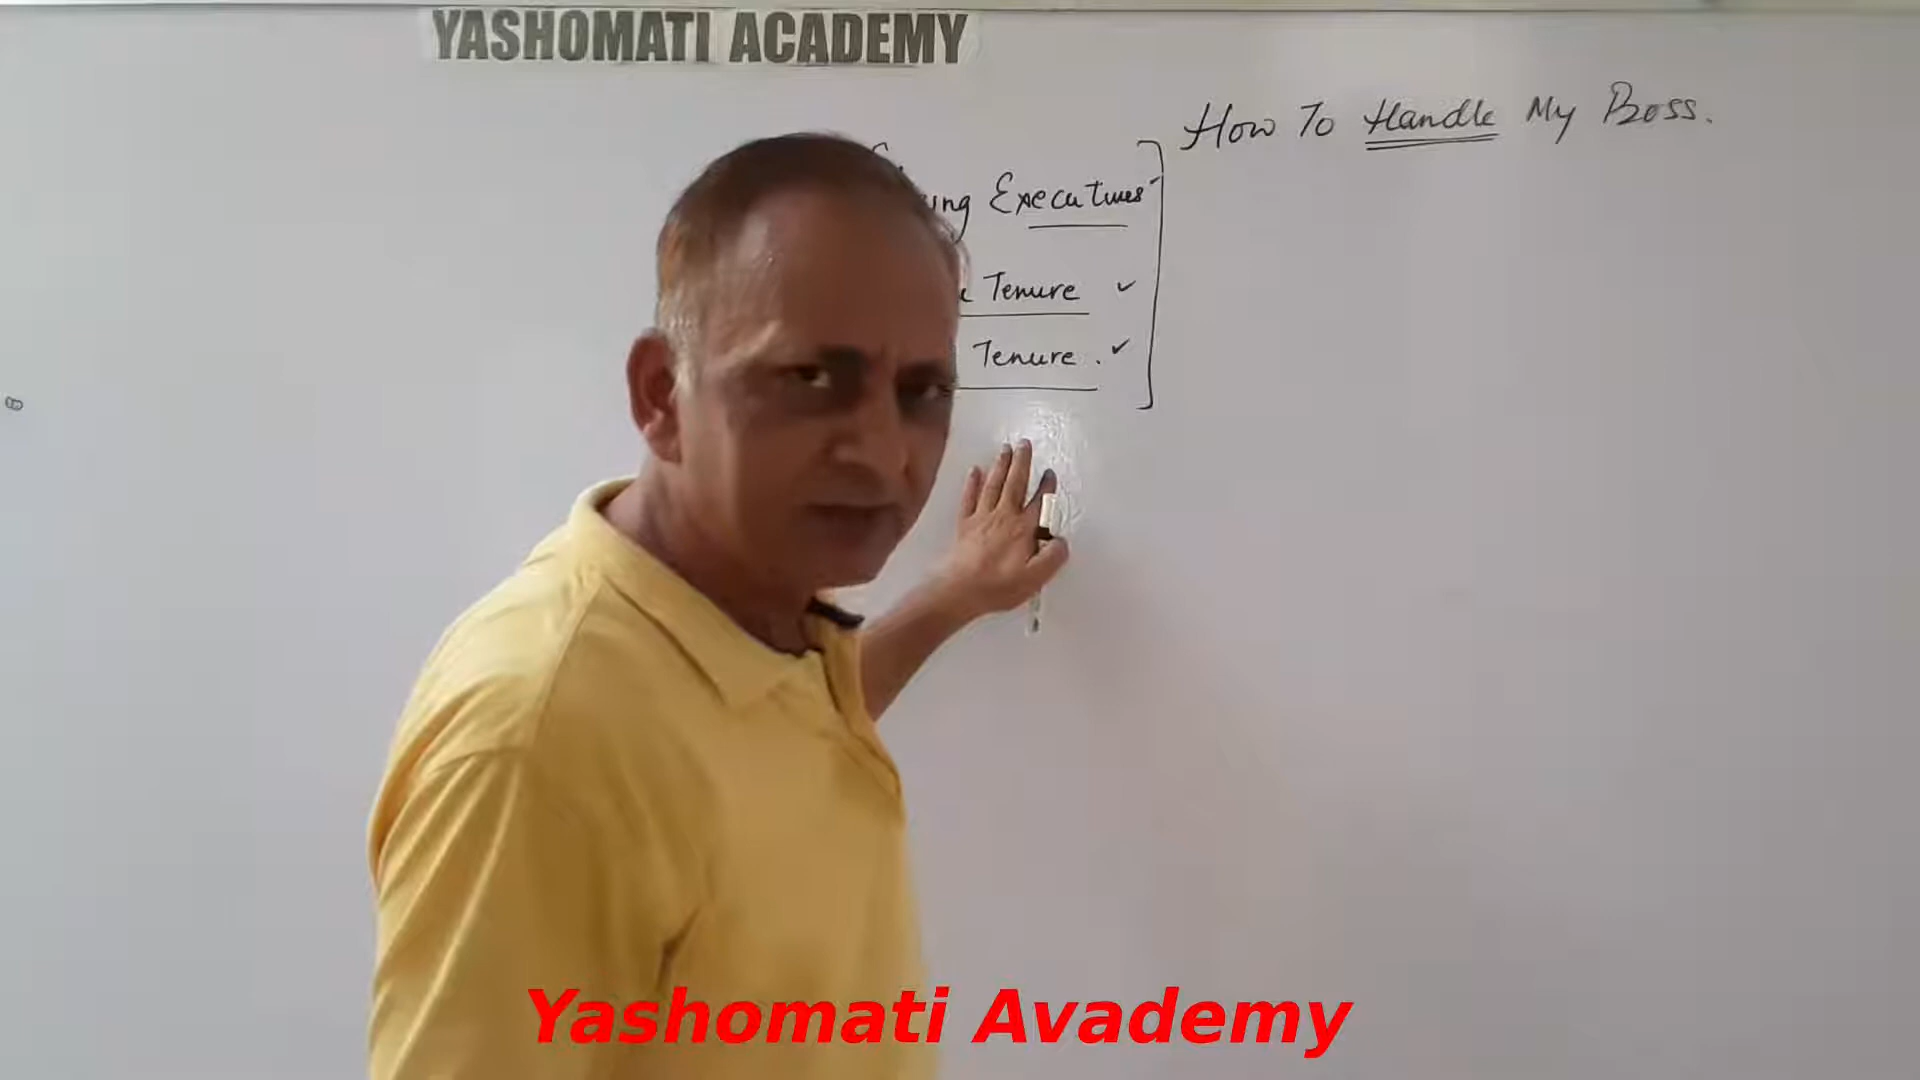 YASHOMATI ACADEMY
How To Handle My Boss.
Executives
Tenure ✓
Tenure . ✓
Yashomati Avademy